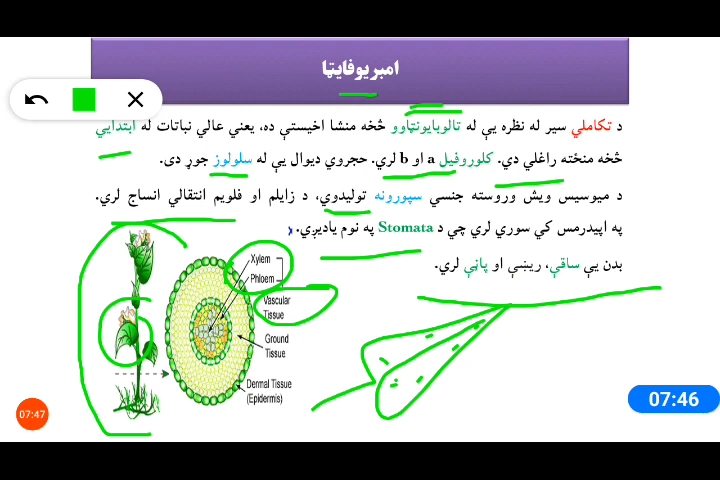 امبریوفایټا
د تکاملي سیر له نظره یې له تالوبایونټاوو څخه منشا اخیستې ده، یعنې عالي نباتات له ابتدایي
څخه منځته راغلي دي. کلوروفیل a او b لري. حجروي دیوال یې له سلولوز جوړ دی.
د میوسیس ویش وروسته جنسي سپورونه تولیدوي، د زایلم او فلویم انتقالي انساج لري.
په اپیدرمس کې سوري لري چې د Stomata په نوم یادیږي.
بدن یې ساقې، ریښې او پاڼې لري.
Xylem
Phloem
Vascular
Tissue
Ground
Tissue
Dermal Tissue
(Epidermis)
07:47
07:46